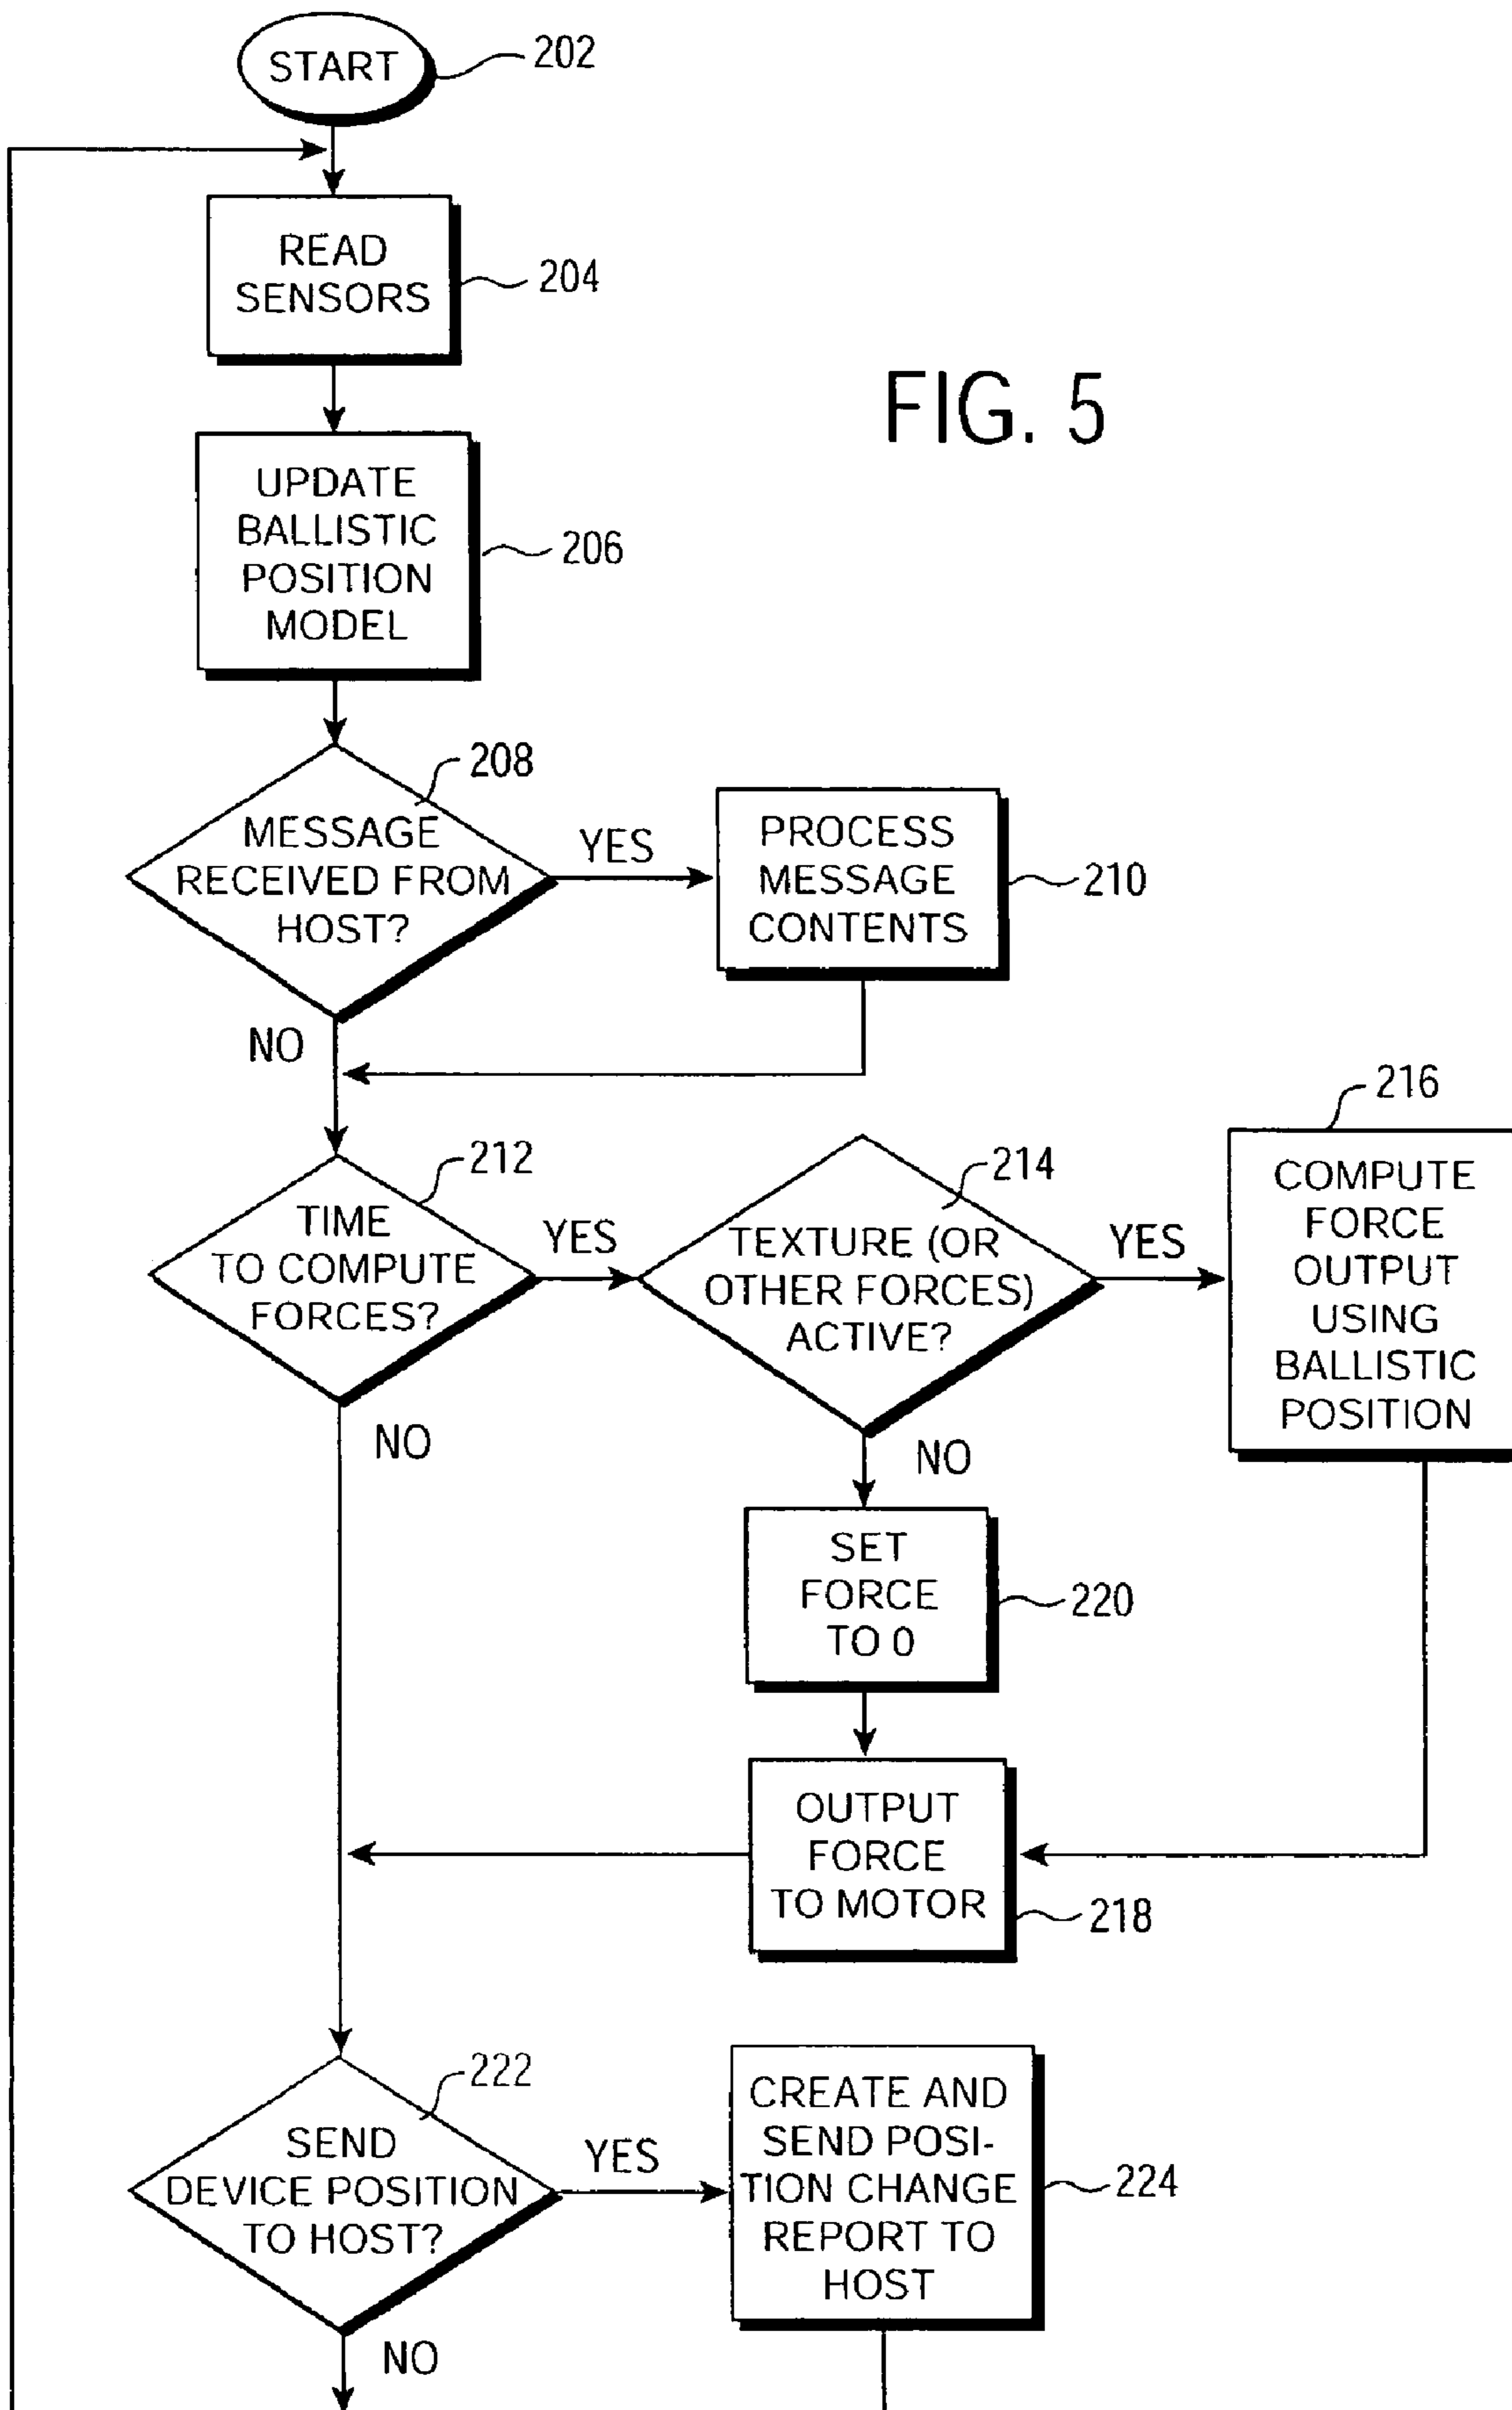 START
202
READ
SENSORS
204
FIG. 5
UPDATE
BALLISTIC
POSITION
MODEL
206
208
MESSAGE
RECEIVED FROM
HOST?
YES
PROCESS
MESSAGE
CONTENTS
210
NO
212
TIME
TO COMPUTE
FORCES?
YES
214
TEXTURE (OR
OTHER FORCES)
ACTIVE?
YES
216
COMPUTE
FORCE
OUTPUT
USING
BALLISTIC
POSITION
NO
NO
SET
FORCE
TO 0
220
OUTPUT
FORCE
TO MOTOR
218
222
SEND
DEVICE POSITION
TO HOST?
YES
CREATE AND
SEND POSI-
TION CHANGE
REPORT TO
HOST
224
NO